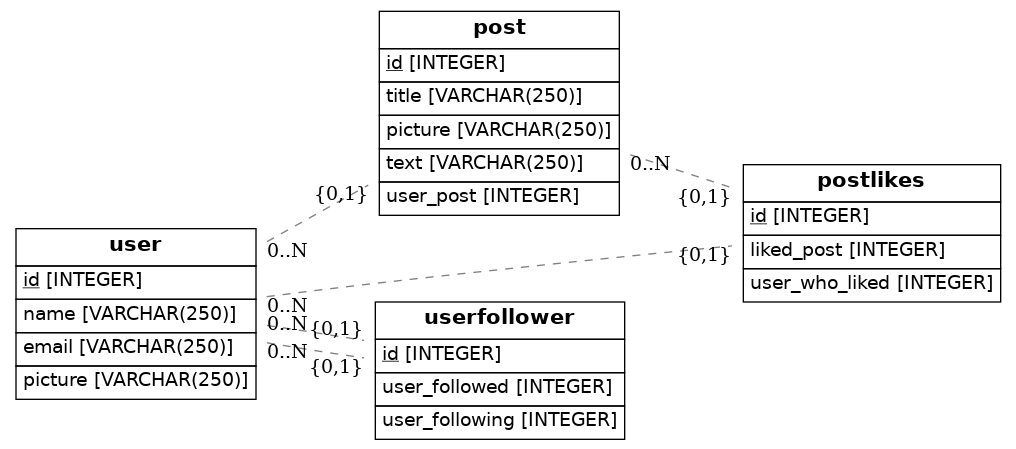 post
id [INTEGER]
title [VARCHAR(250)]
picture [VARCHAR(250)]
text [VARCHAR(250)]
user_post [INTEGER]
0..N
{0,1}
postlikes
id [INTEGER]
liked_post [INTEGER]
user_who_liked [INTEGER]
{0,1}
0..N
{0,1}
user
id [INTEGER]
name [VARCHAR(250)]
email [VARCHAR(250)]
picture [VARCHAR(250)]
0..N
0..N
{0,1}
0..N
{0,1}
userfollower
id [INTEGER]
user_followed [INTEGER]
user_following [INTEGER]